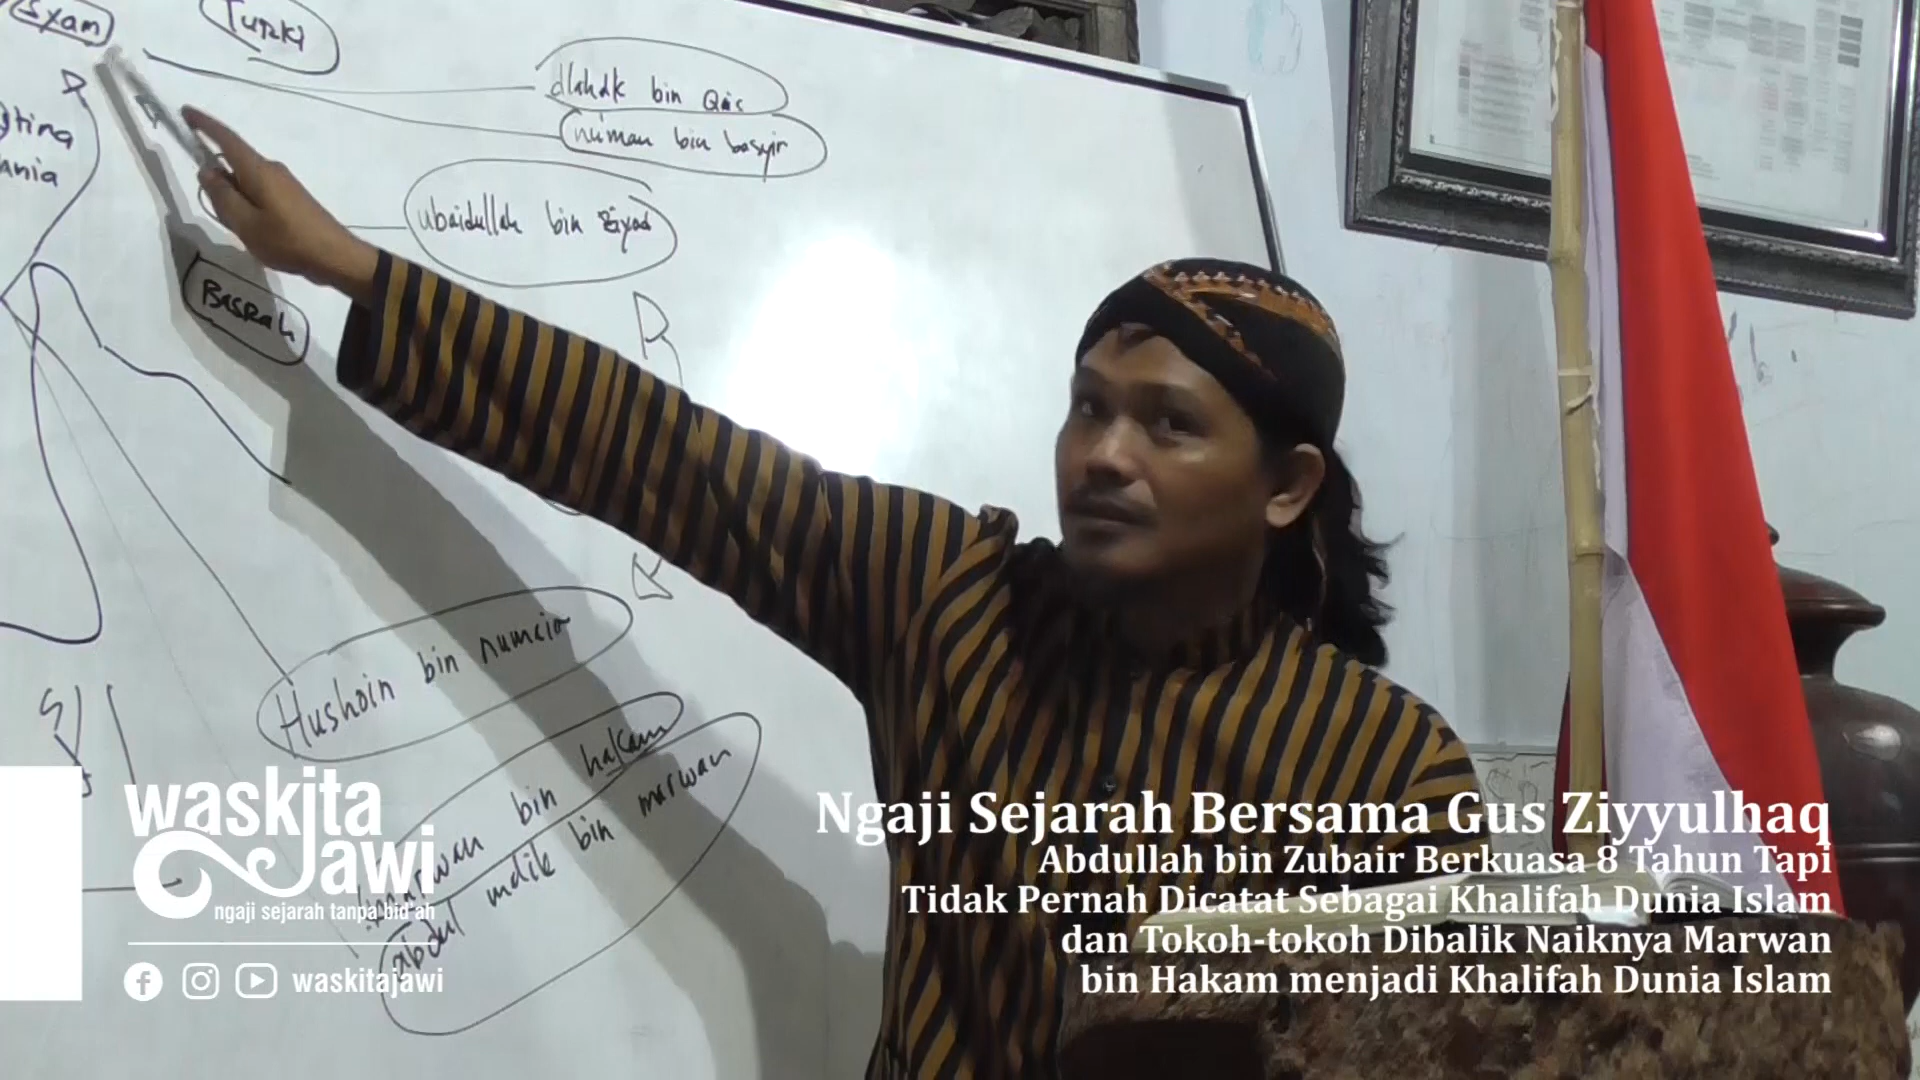 Syam
Turki
dlahak bin Qais
nu'man bin basyir
ubaidullah bin Ziyad
Basrah
Hushoin bin numair
marwan bin hakam
abdul malik bin marwan
waskita
Jawi
ngaji sejarah tanpa bid'ah
waskitajawi
Ngaji Sejarah Bersama Gus Ziyyulhaq
Abdullah bin Zubair Berkuasa 8 Tahun Tapi
Tidak Pernah Dicatat Sebagai Khalifah Dunia Islam
dan Tokoh-tokoh Dibalik Naiknya Marwan
bin Hakam menjadi Khalifah Dunia Islam